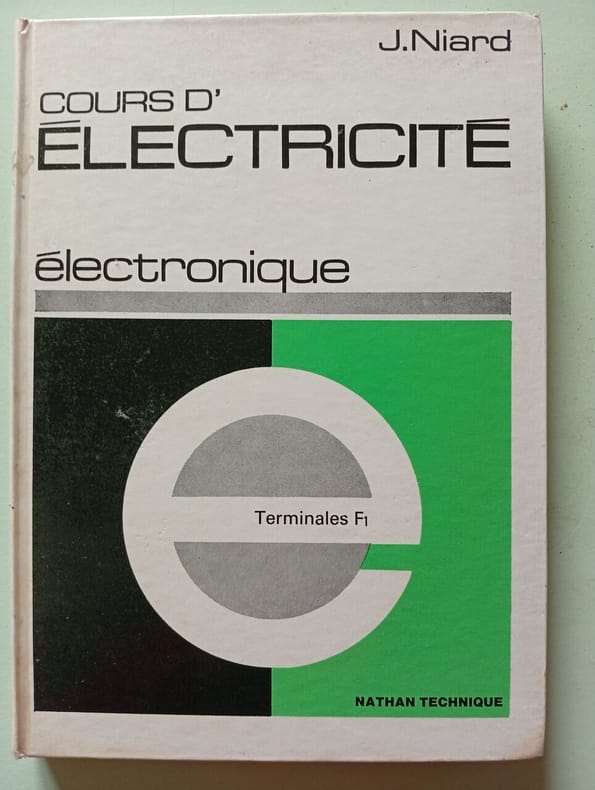 J.Niard
COURS D'
ÉLECTRICITÉ
électronique
Terminales F1
NATHAN TECHNIQUE